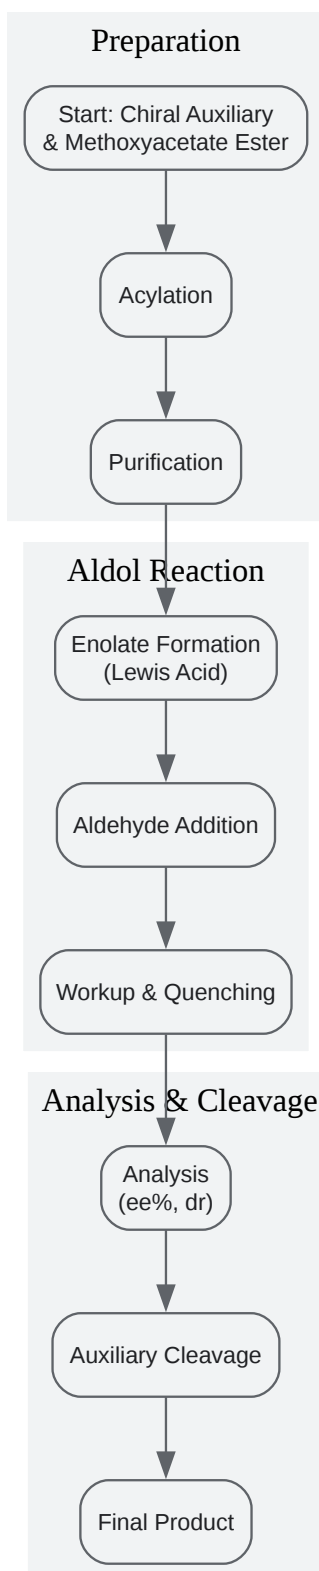 Preparation
Start: Chiral Auxiliary
& Methoxyacetate Ester
Acylation
Purification
Aldol Reaction
Enolate Formation
(Lewis Acid)
Aldehyde Addition
Workup & Quenching
Analysis & Cleavage
Analysis
(ee%, dr)
Auxiliary Cleavage
Final Product